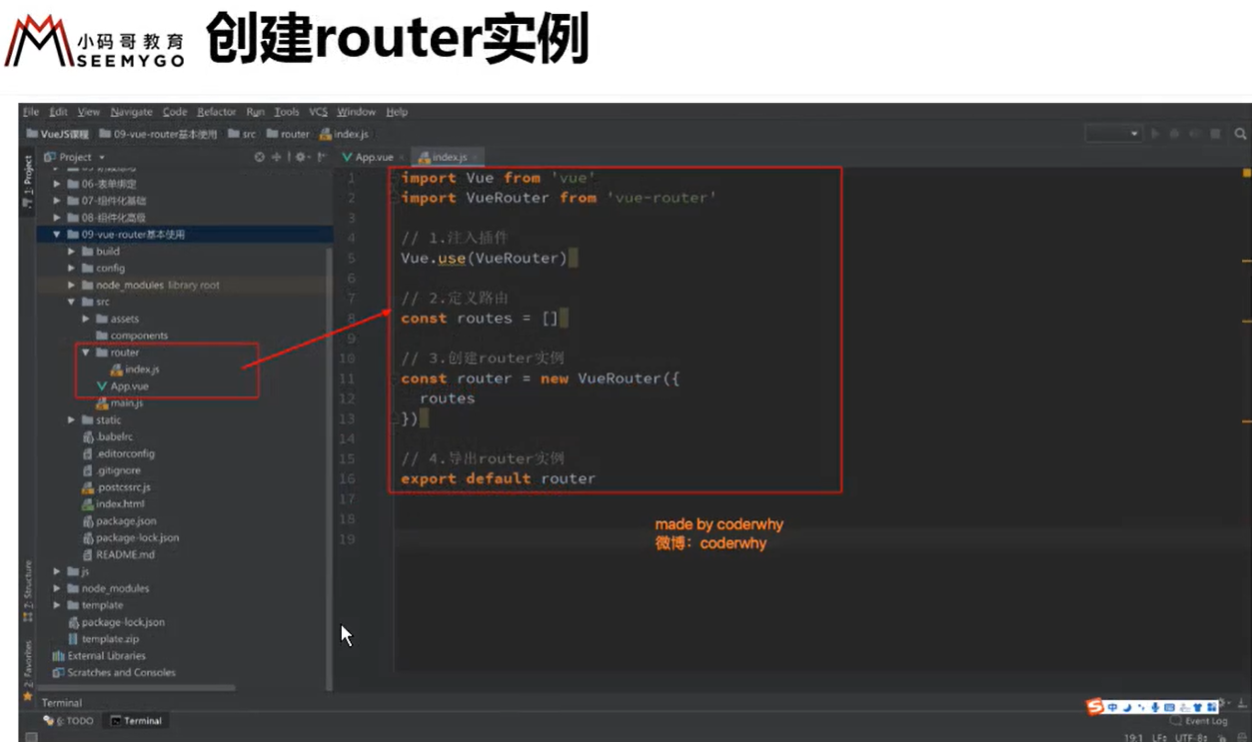 小码哥教育
SEEMYGO
创建router实例
File Edit View Navigate Code Refactor Run Tools VCS Window Help
VueJS课程 09-vue-router基本使用 src router index.js
1: Project
Project
App.vue
index.js
06-表单绑定
07-组件化基础
08-组件化高级
09-vue-router基本使用
build
config
node_modules library root
src
assets
components
router
index.js
App.vue
main.js
static
.babelrc
.editorconfig
.gitignore
.postcssrc.js
index.html
package.json
package-lock.json
README.md
js
node_modules
template
package-lock.json
template.zip
External Libraries
Scratches and Consoles
1 import Vue from 'vue'
2 import VueRouter from 'vue-router'
3
4 // 1.注入插件
5 Vue.use(VueRouter)
6
7 // 2.定义路由
8 const routes = []
9
10 // 3.创建router实例
11 const router = new VueRouter({
12 routes
13 })
14
15 // 4.导出router实例
16 export default router
17
18
19
made by coderwhy
微博：coderwhy
7: Structure
2: Favorites
Terminal
6: TODO Terminal
中
Event Log
19:1 LF UTF-8